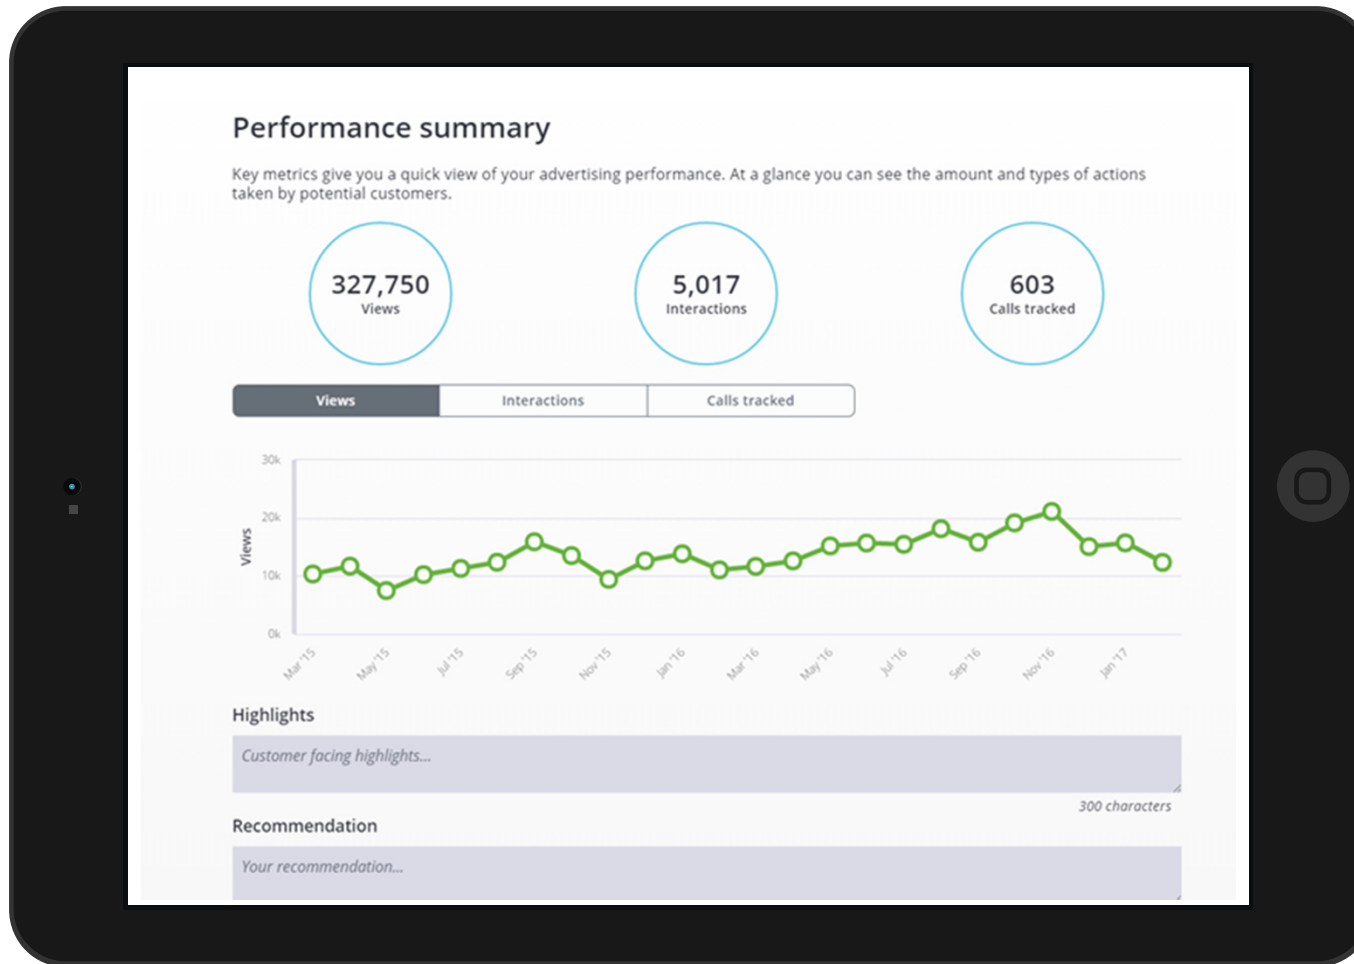 Performance summary
Key metrics give you a quick view of your advertising performance. At a glance you can see the amount and types of actions
taken by potential customers.
327,750
Views
5,017
Interactions
603
Calls tracked
Views
Interactions
Calls tracked
30k
20k
10k
0k
Views
Mar '15
May '15
Jul '15
Sep '15
Nov '15
Jan '16
Mar '16
May '16
Jul '16
Sep '16
Nov '16
Jan '17
Highlights
Customer facing highlights...
300 characters
Recommendation
Your recommendation...